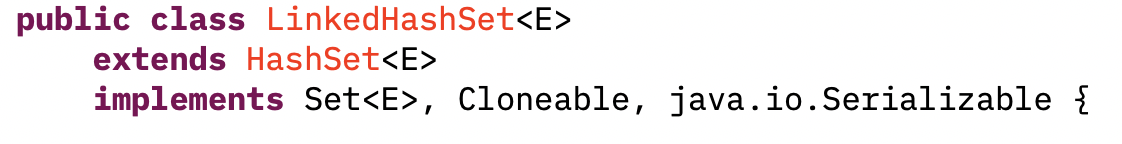 public class LinkedHashSet<E>
    extends HashSet<E>
    implements Set<E>, Cloneable, java.io.Serializable {